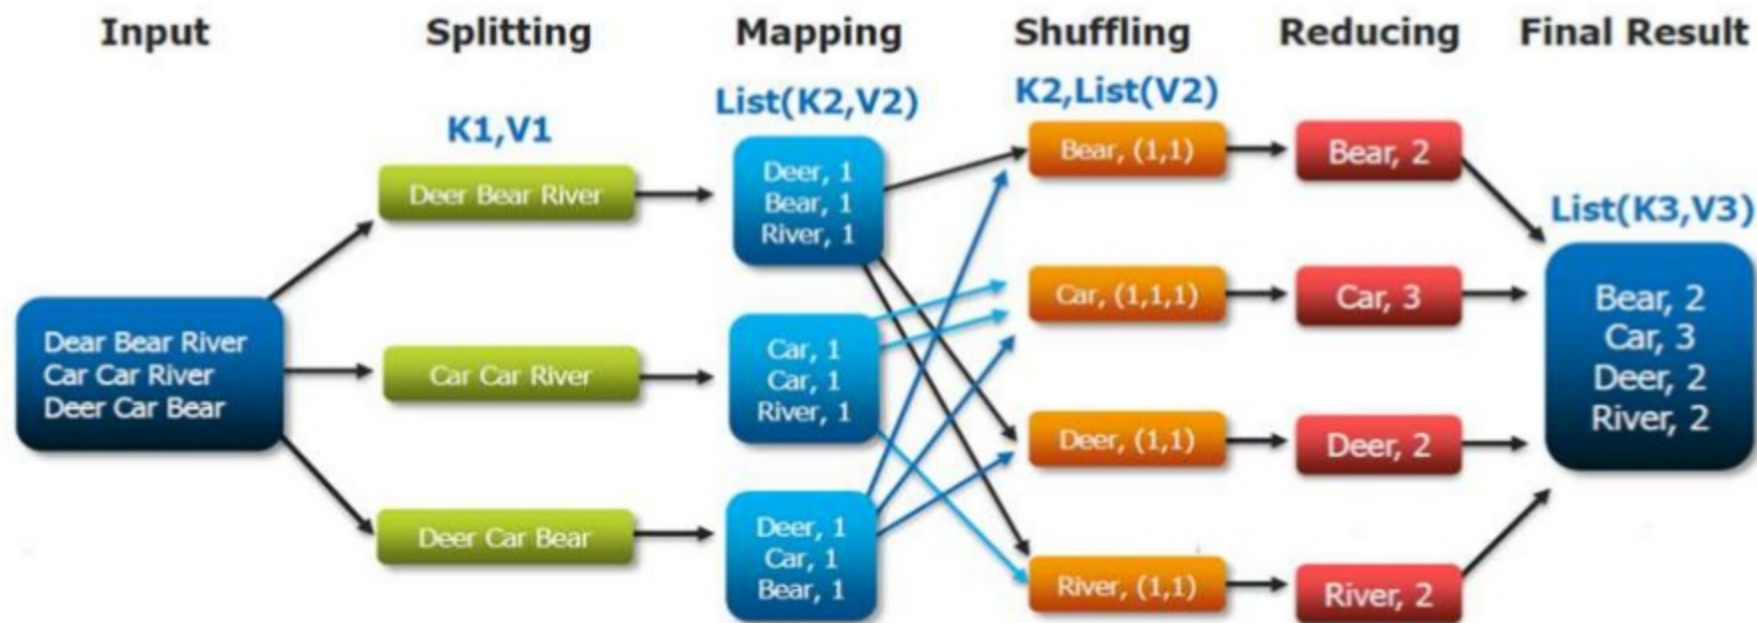 Input
Splitting
Mapping
Shuffling
Reducing
Final Result
K1,V1
List(K2,V2)
K2,List(V2)
List(K3,V3)
Dear Bear River
Car Car River
Deer Car Bear
Deer Bear River
Car Car River
Deer Car Bear
Deer, 1
Bear, 1
River, 1
Car, 1
Car, 1
River, 1
Deer, 1
Car, 1
Bear, 1
Bear, (1,1)
Car, (1,1,1)
Deer, (1,1)
River, (1,1)
Bear, 2
Car, 3
Deer, 2
River, 2
Bear, 2
Car, 3
Deer, 2
River, 2